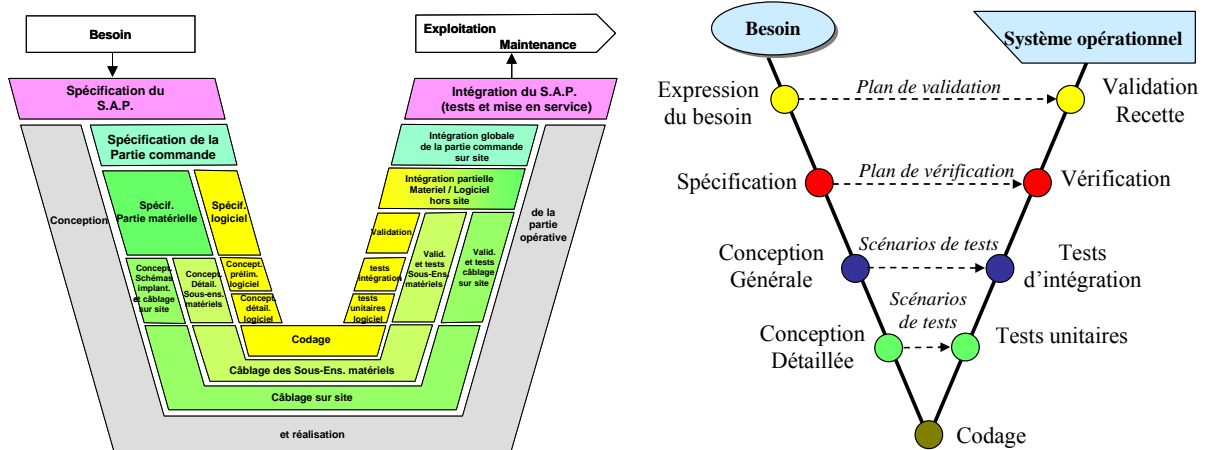 Besoin
Exploitation
Maintenance
Spécification du
S.A.P.
Intégration du S.A.P.
(tests et mise en service)
Spécification de la
Partie commande
Intégration globale
de la partie commande
sur site
Spécif.
Partie matérielle
Spécif.
logiciel
Intégration partielle
Materiel / Logiciel
hors site
Conception
de la
partie
opérative
Validation
Concept.
Schémas
implant.
et câblage
sur site
Concept.
Détail.
Sous-ens.
matériels
Concept.
prélim.
logiciel
Concept.
détail.
logiciel
tests
intégration
tests
unitaires
logiciel
Valid.
et tests
Sous-Ens.
matériels
Valid.
et tests
câblage
sur site
Codage
Câblage des Sous-Ens. matériels
Câblage sur site
et réalisation
Besoin
Système opérationnel
Expression
du besoin
Plan de validation
Validation
Recette
Spécification
Plan de vérification
Vérification
Conception
Générale
Scénarios de tests
Tests
d'intégration
Conception
Détaillée
Scénarios
de tests
Tests unitaires
Codage